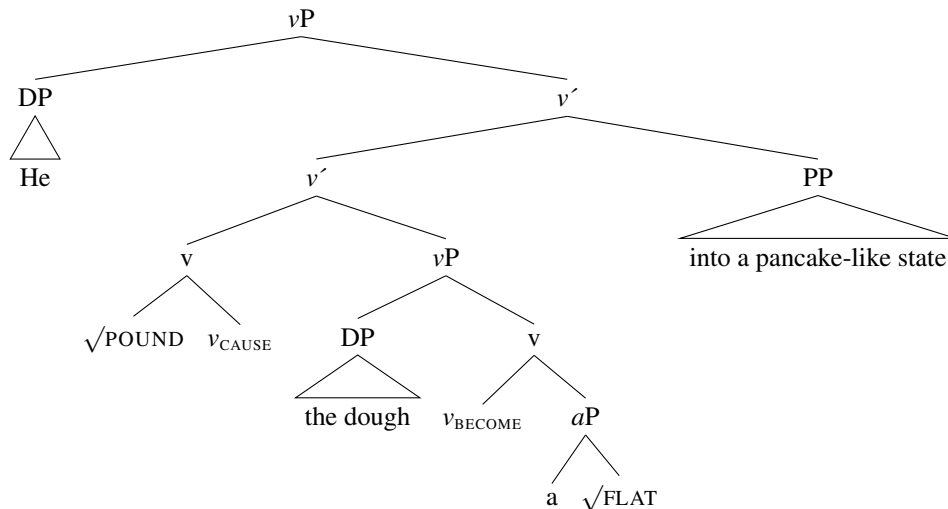 vP
DP v´
He
v´ PP
into a pancake-like state
v vP
√POUND vCAUSE DP v
the dough vBECOME aP
a √FLAT